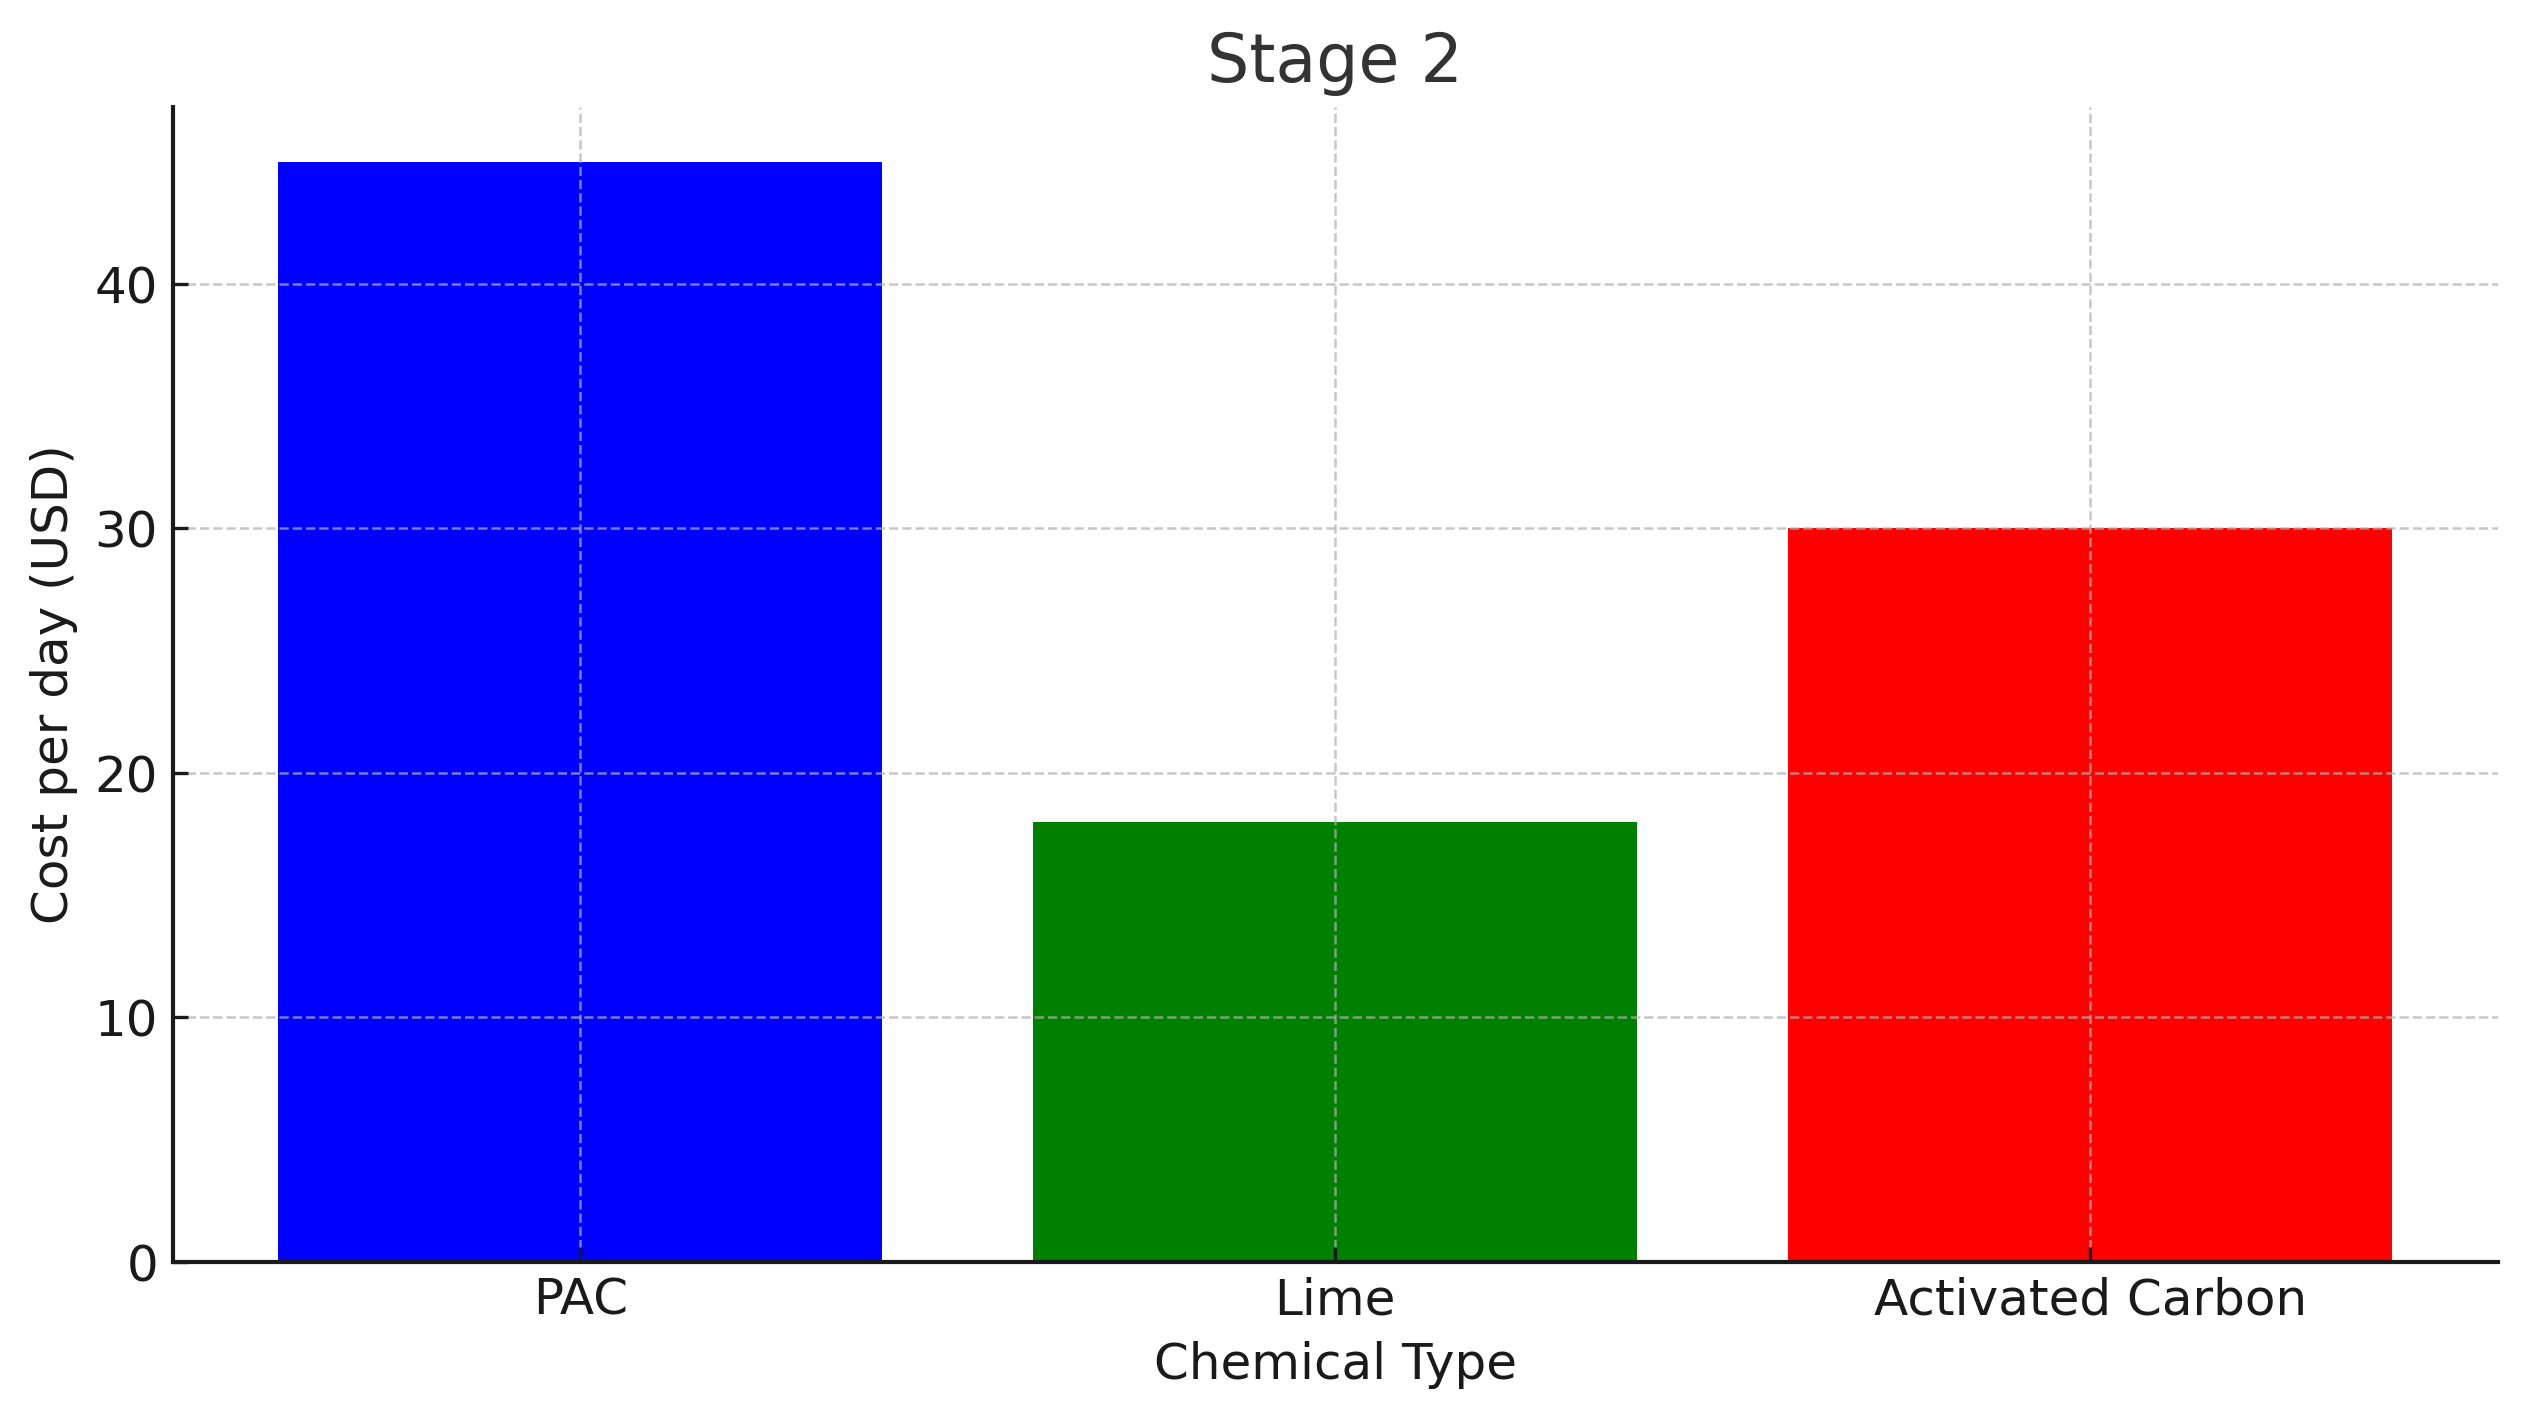 Stage 2
Cost per day (USD)
40
30
20
10
0
PAC
Lime
Activated Carbon
Chemical Type